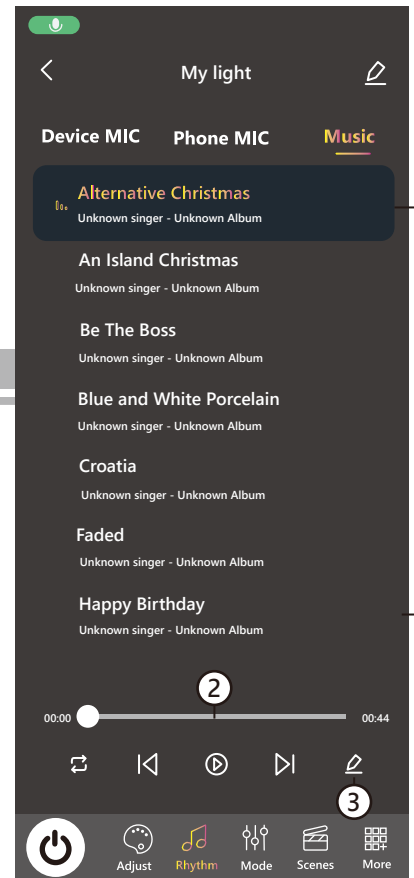 My light
Device MIC Phone MIC Music
Alternative Christmas
Unknown singer - Unknown Album
An Island Christmas
Unknown singer - Unknown Album
Be The Boss
Unknown singer - Unknown Album
Blue and White Porcelain
Unknown singer - Unknown Album
Croatia
Unknown singer - Unknown Album
Faded
Unknown singer - Unknown Album
Happy Birthday
Unknown singer - Unknown Album
2
00:00 00:44
3
Adjust Rhythm Mode Scenes More